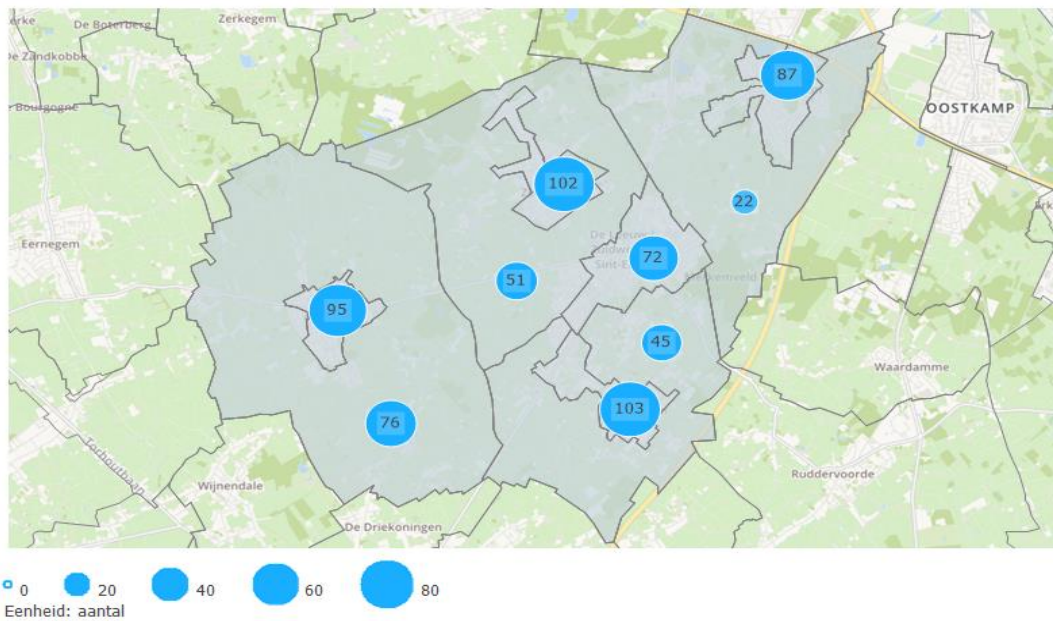 De Boterberg
Zerkegem
De Zandkobbe
Bourgogne
87
OOSTKAMP
102
22
Eernegem
72
51
95
45
Waardamme
103
76
Torhoutbaan
Ruddervoorde
Wijnendale
De Driekoningen
0 20 40 60 80
Eenheid: aantal